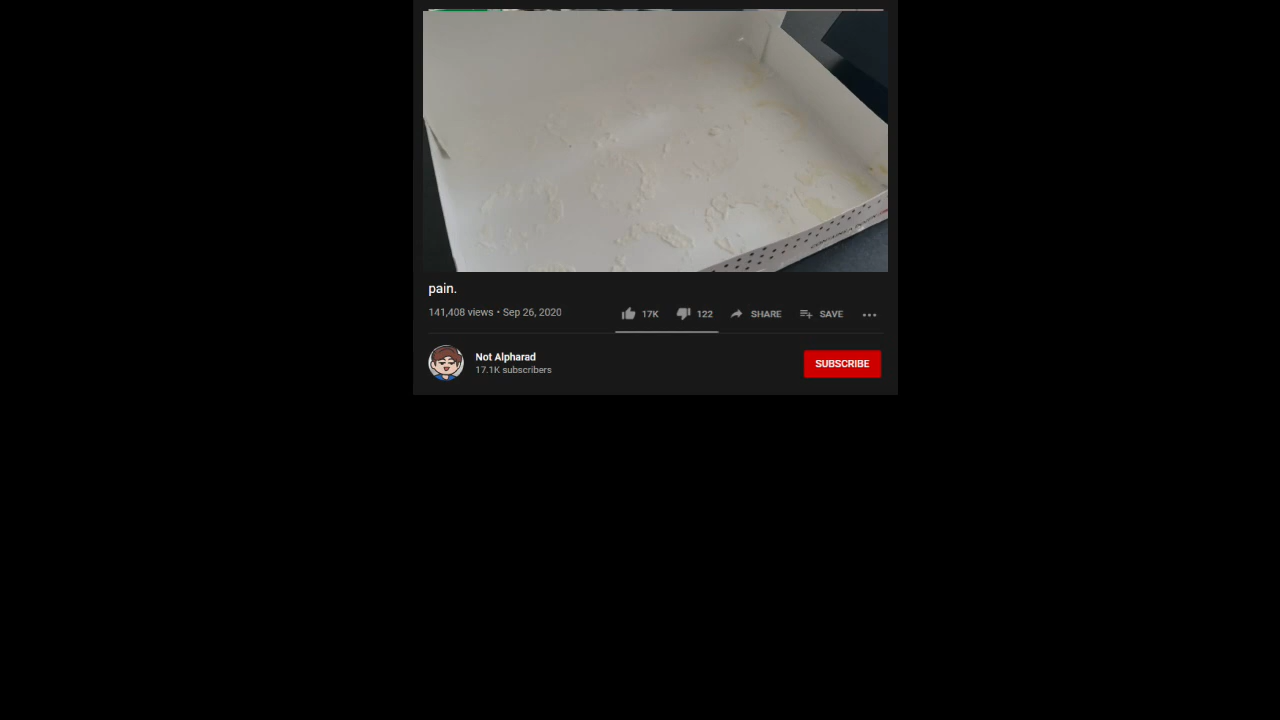 pain.
141,408 views • Sep 26, 2020
17K
122
SHARE
SAVE
Not Alpharad
17.1K subscribers
SUBSCRIBE